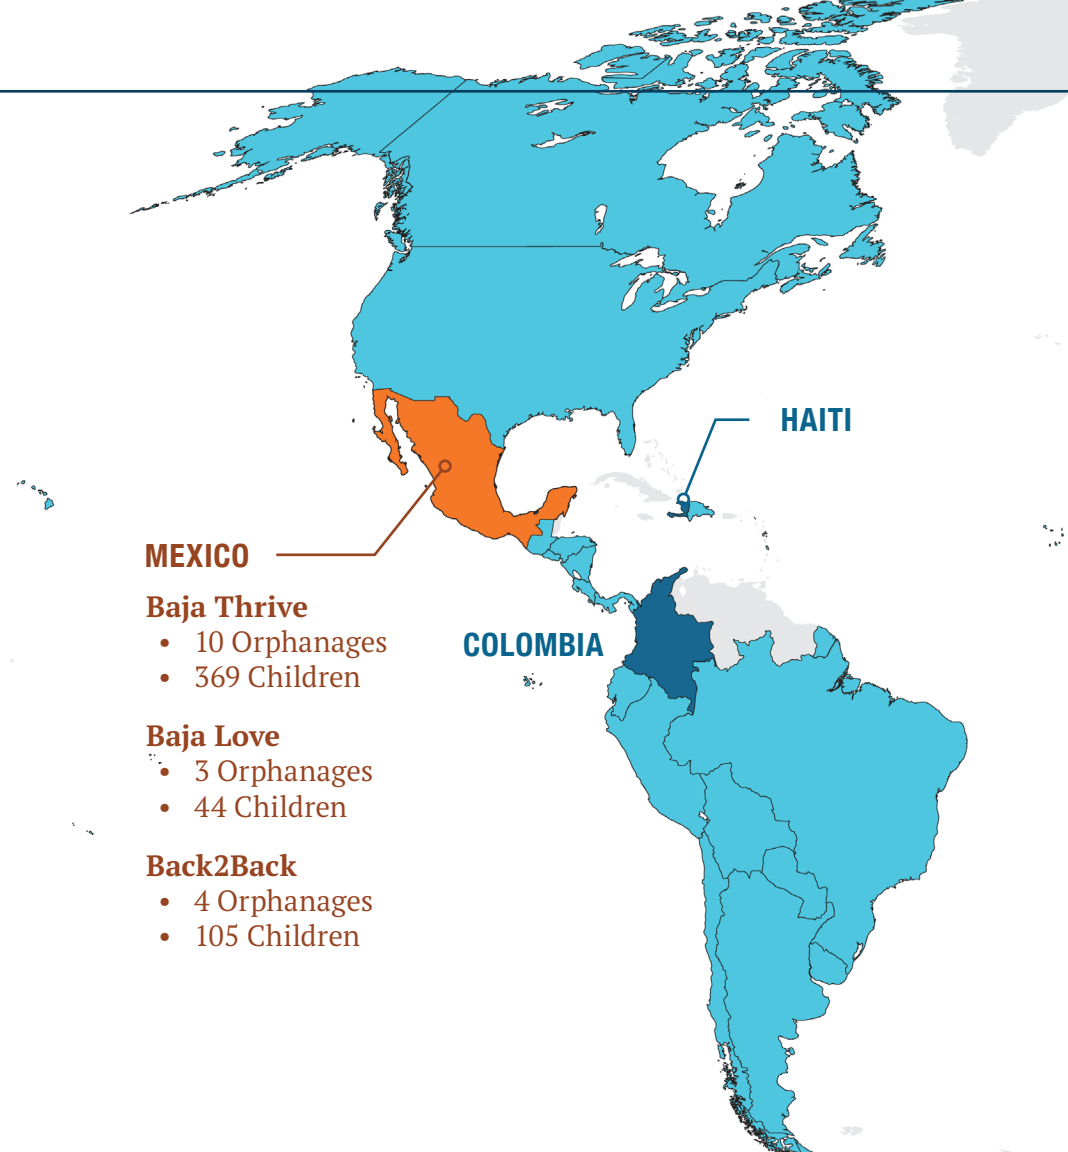 HAITI
MEXICO
Baja Thrive
• 10 Orphanages
• 369 Children
COLOMBIA
Baja Love
• 3 Orphanages
• 44 Children
Back2Back
• 4 Orphanages
• 105 Children